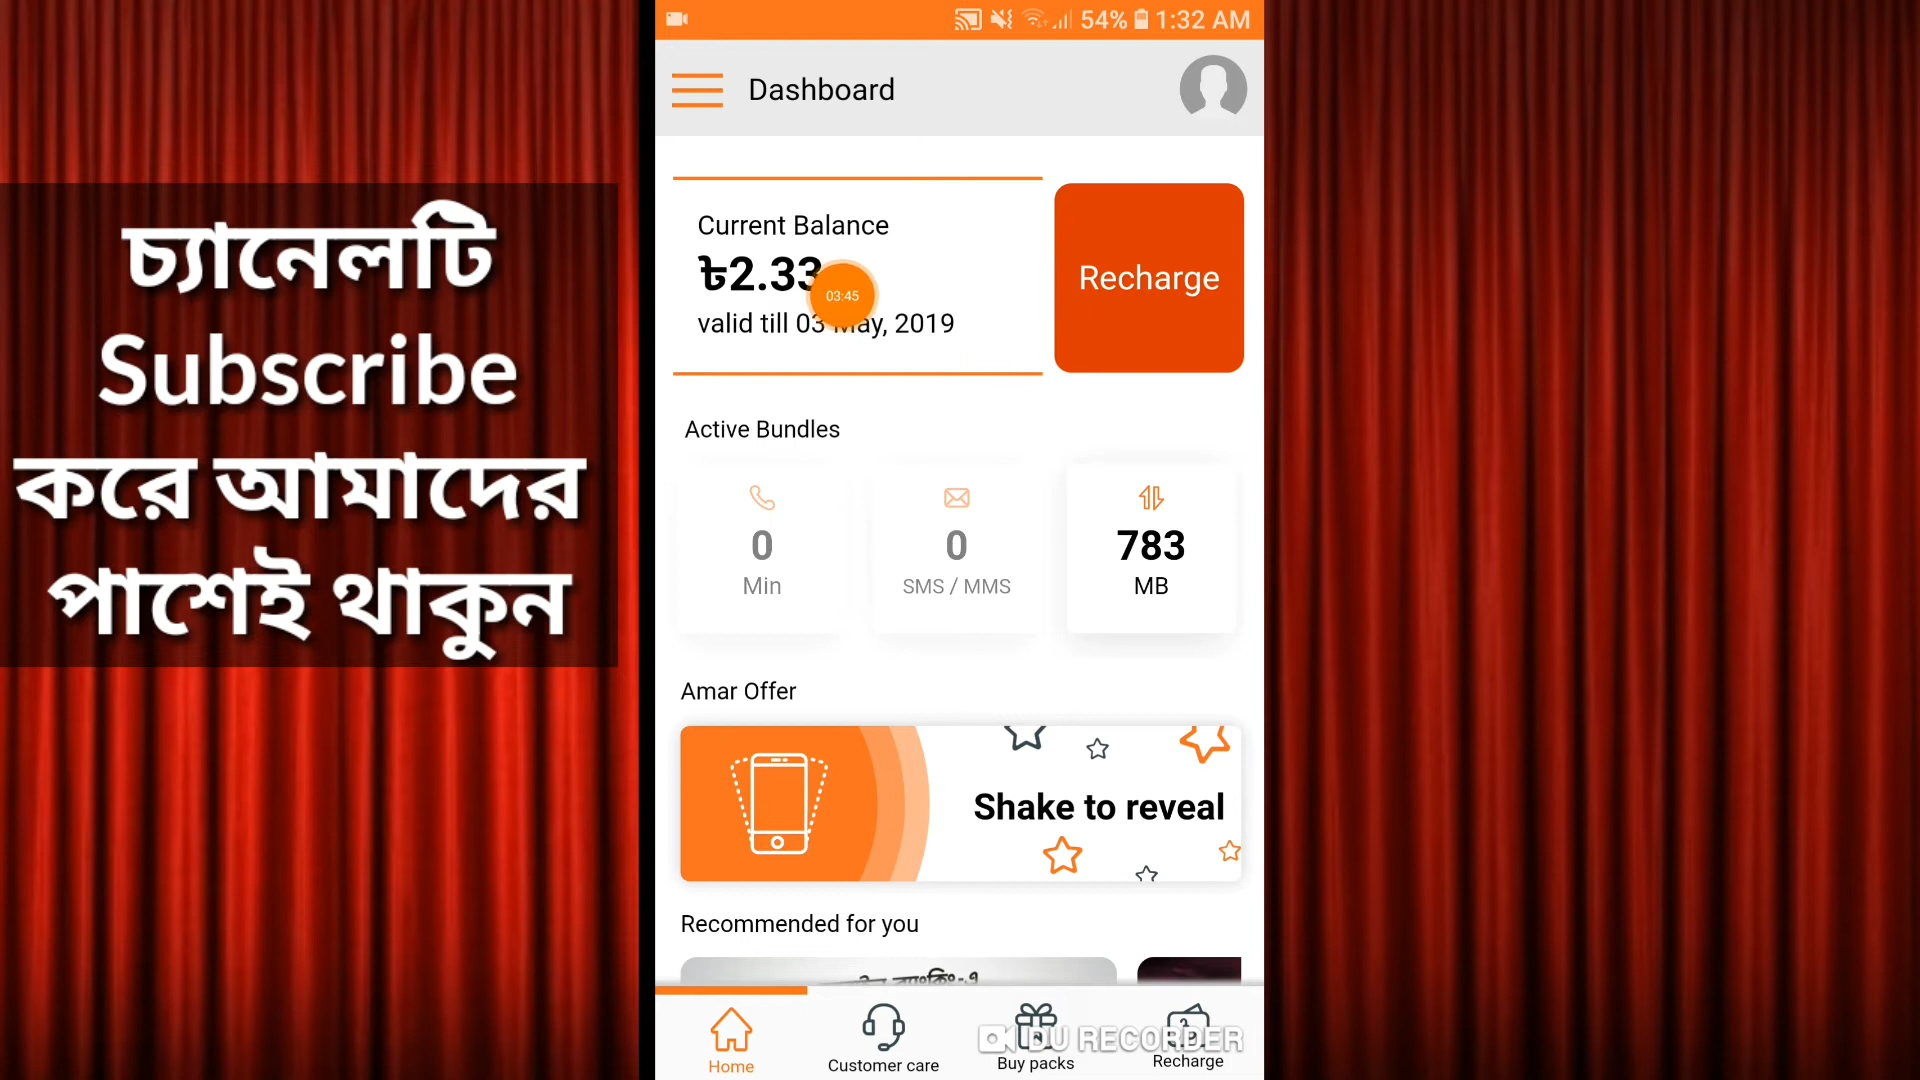 54% 1:32 AM
Dashboard
চ্যানেলটি
Subscribe
করে আমাদের
পাশেই থাকুন
Current Balance
৳2.33
03:45
valid till 03 May, 2019
Recharge
Active Bundles
0
Min
0
SMS / MMS
783
MB
Amar Offer
Shake to reveal
Recommended for you
Home
Customer care
Buy packs
Recharge
DU RECORDER